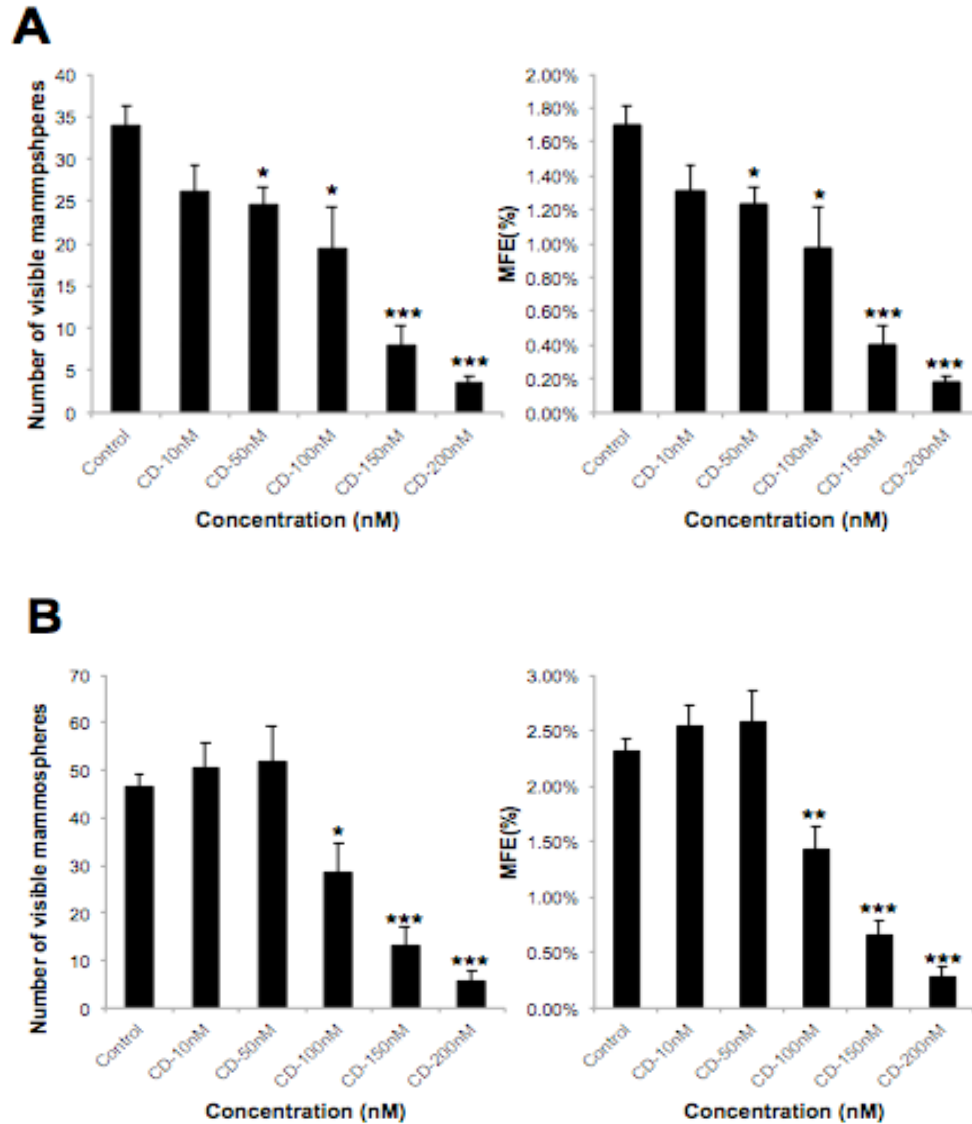 A
Number of visible mammpshperes
40
35
30
25
20
15
10
5
0
★
★
★★★
★★★
Control
CD-10nM
CD-50nM
CD-100nM
CD-150nM
CD-200nM
Concentration (nM)
MFE(%)
2.00%
1.80%
1.60%
1.40%
1.20%
1.00%
0.80%
0.60%
0.40%
0.20%
0.00%
★
★
★★★
★★★
Control
CD-10nM
CD-50nM
CD-100nM
CD-150nM
CD-200nM
Concentration (nM)
B
Number of visible mammospheres
70
60
50
40
30
20
10
0
★
★★★
★★★
Control
CD-10nM
CD-50nM
CD-100nM
CD-150nM
CD-200nM
Concentration (nM)
MFE(%)
3.00%
2.50%
2.00%
1.50%
1.00%
0.50%
0.00%
★★
★★★
★★★
Control
CD-10nM
CD-50nM
CD-100nM
CD-150nM
CD-200nM
Concentration (nM)